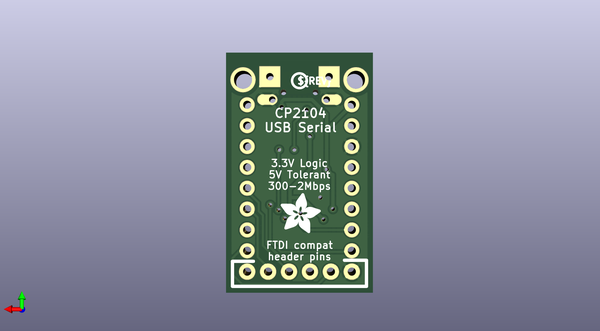 CP2104
USB Serial
3.3V Logic
5V Tolerant
300-2Mbps
FTDI compat
header pins